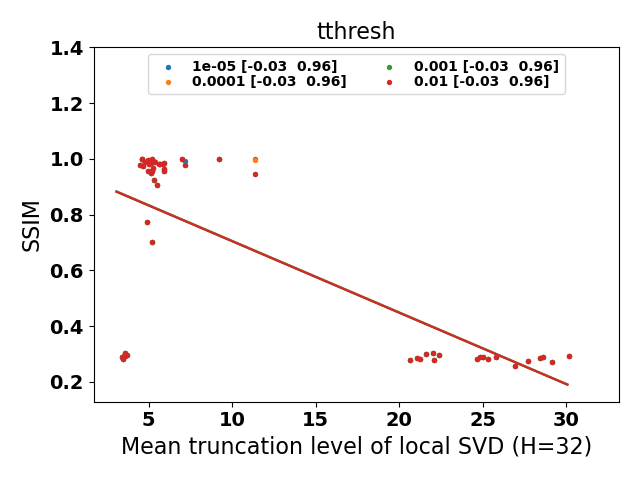 tthresh
1e-05 [-0.03  0.96]
0.0001 [-0.03  0.96]
0.001 [-0.03  0.96]
0.01 [-0.03  0.96]
1.4
1.2
1.0
0.8
0.6
0.4
0.2
SSIM
5 10 15 20 25 30
Mean truncation level of local SVD (H=32)